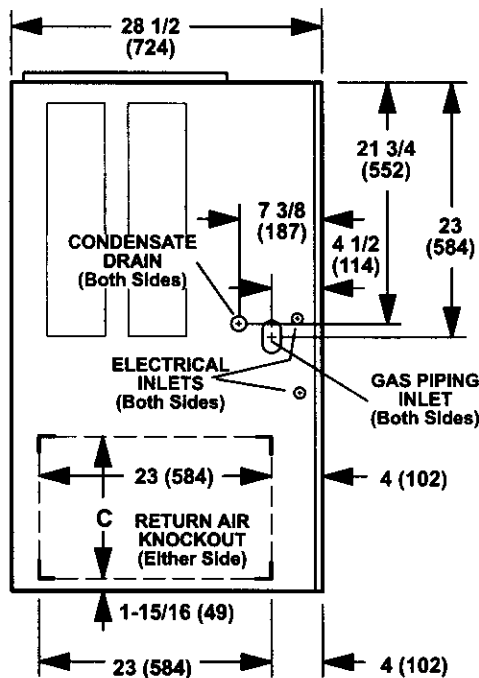 28 1/2
(724)
21 3/4
(552)
7 3/8
(187)
23
(584)
4 1/2
(114)
CONDENSATE
DRAIN
(Both Sides)
ELECTRICAL
INLETS
(Both Sides)
GAS PIPING
INLET
(Both Sides)
23 (584)
4 (102)
C
RETURN AIR
KNOCKOUT
(Either Side)
1-15/16 (49)
23 (584)
4 (102)